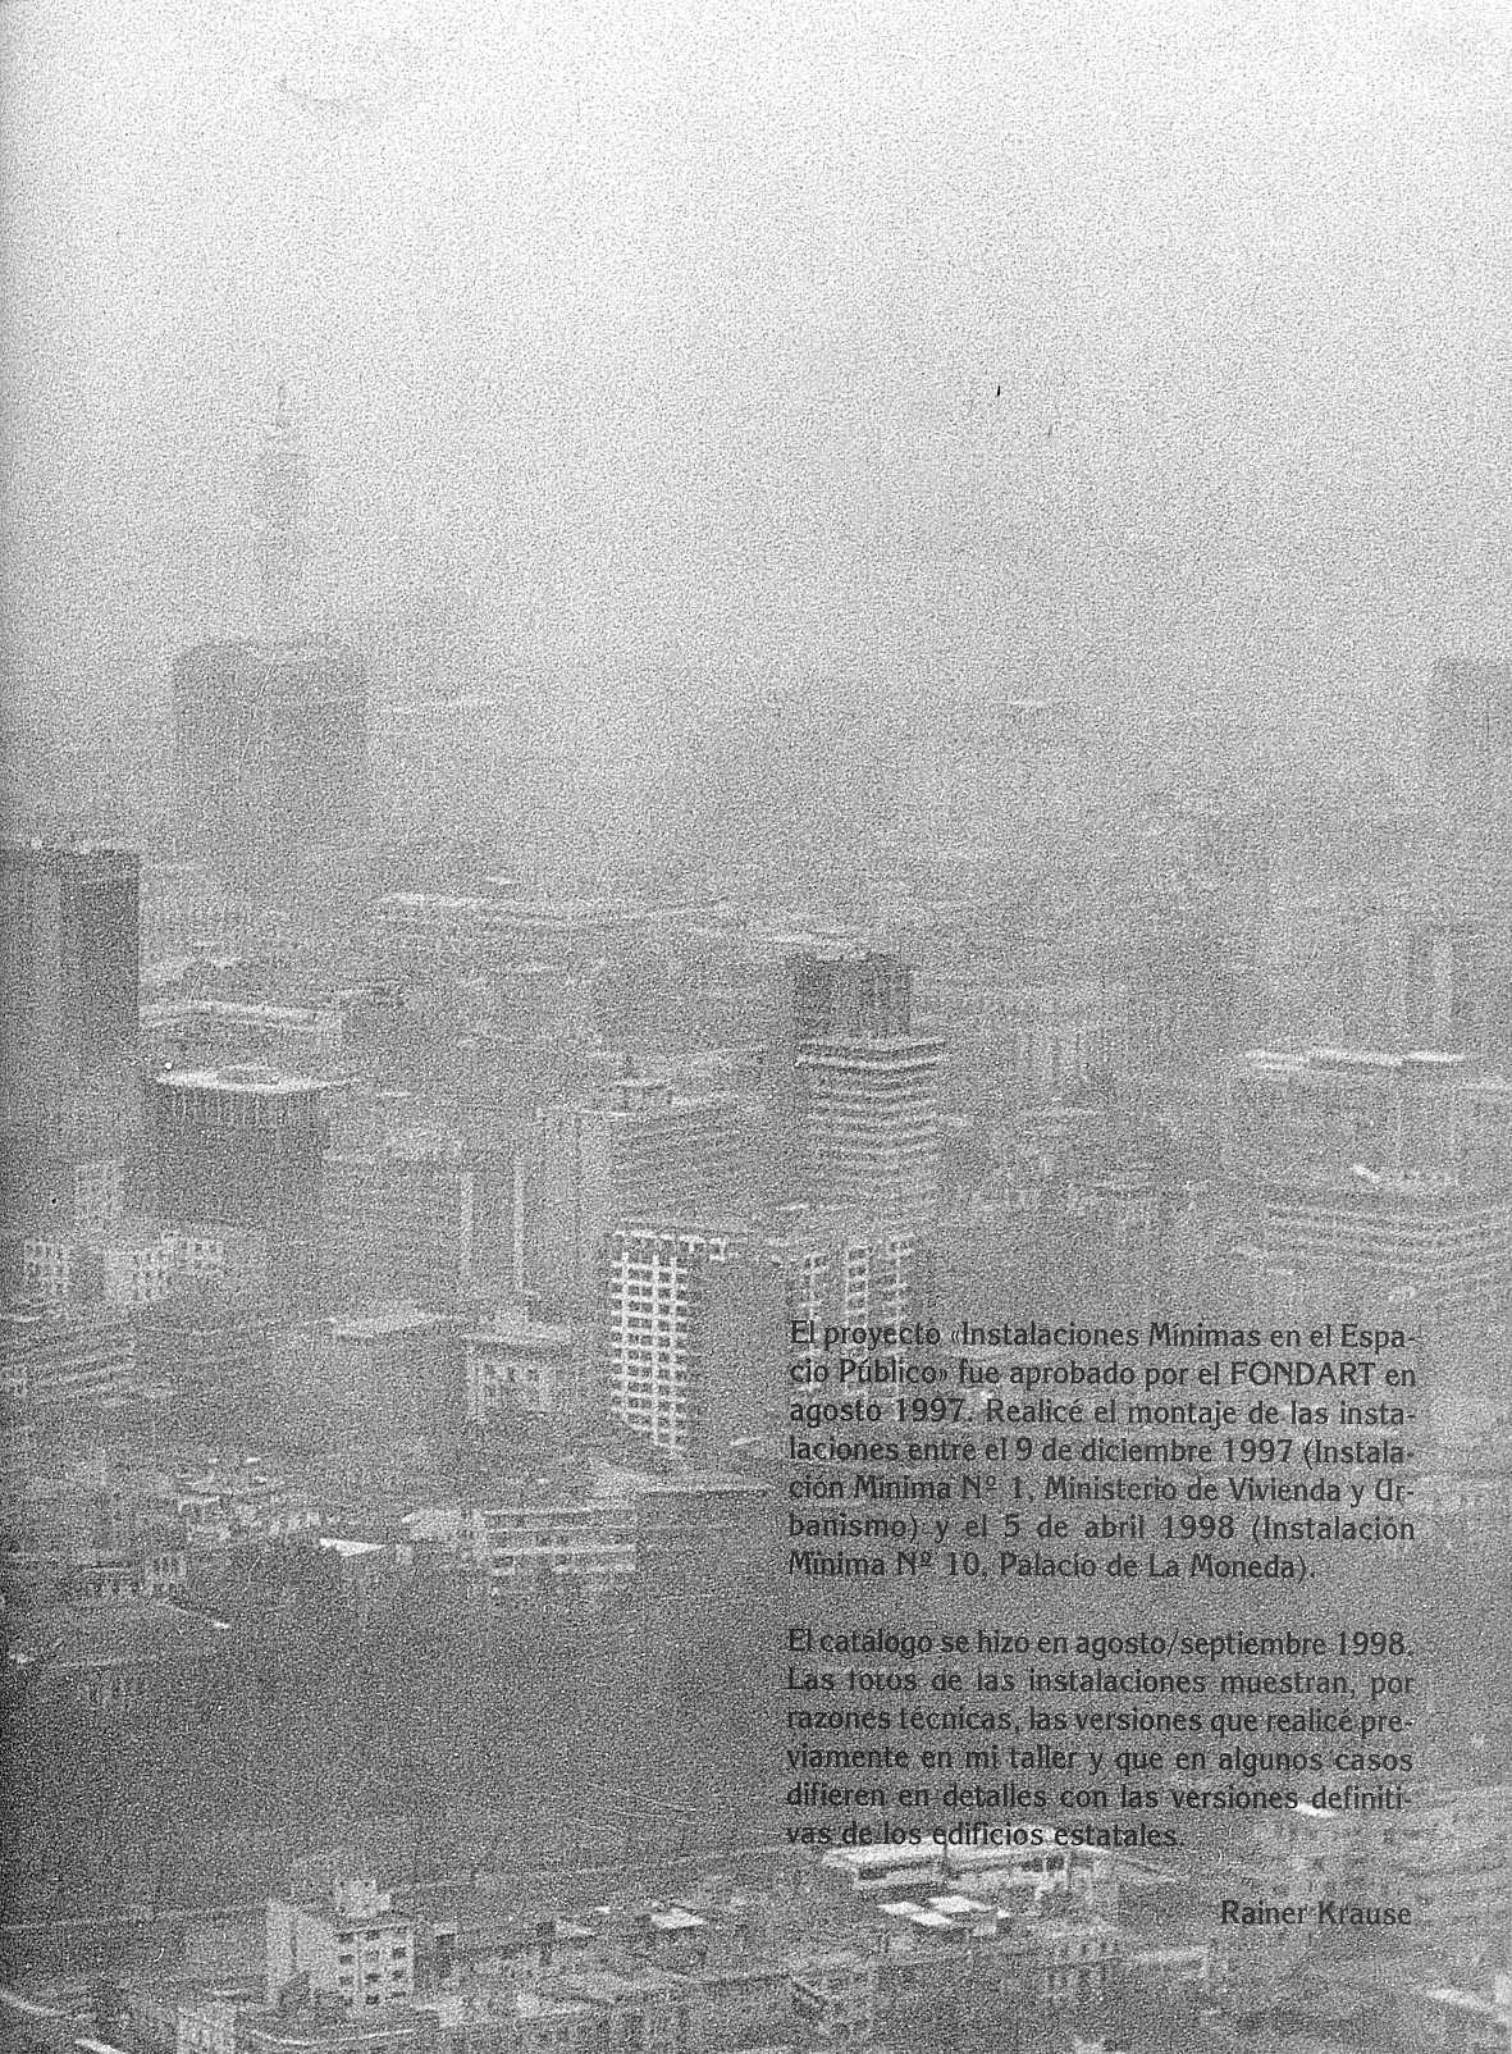 El proyecto «Instalaciones Mínimas en el Espa-
cio Público» fue aprobado por el FONDART en
agosto 1997. Realicé el montaje de las insta-
laciones entre el 9 de diciembre 1997 (Instala-
ción Mínima Nº 1, Ministerio de Vivienda y Ur-
banismo) y el 5 de abril 1998 (Instalación
Mínima Nº 10, Palacio de La Moneda).
El catálogo se hizo en agosto/septiembre 1998.
Las fotos de las instalaciones muestran, por
razones técnicas, las versiones que realicé pre-
viamente en mi taller y que en algunos casos
difieren en detalles con las versiones definiti-
vas de los edificios estatales.
Rainer Krause